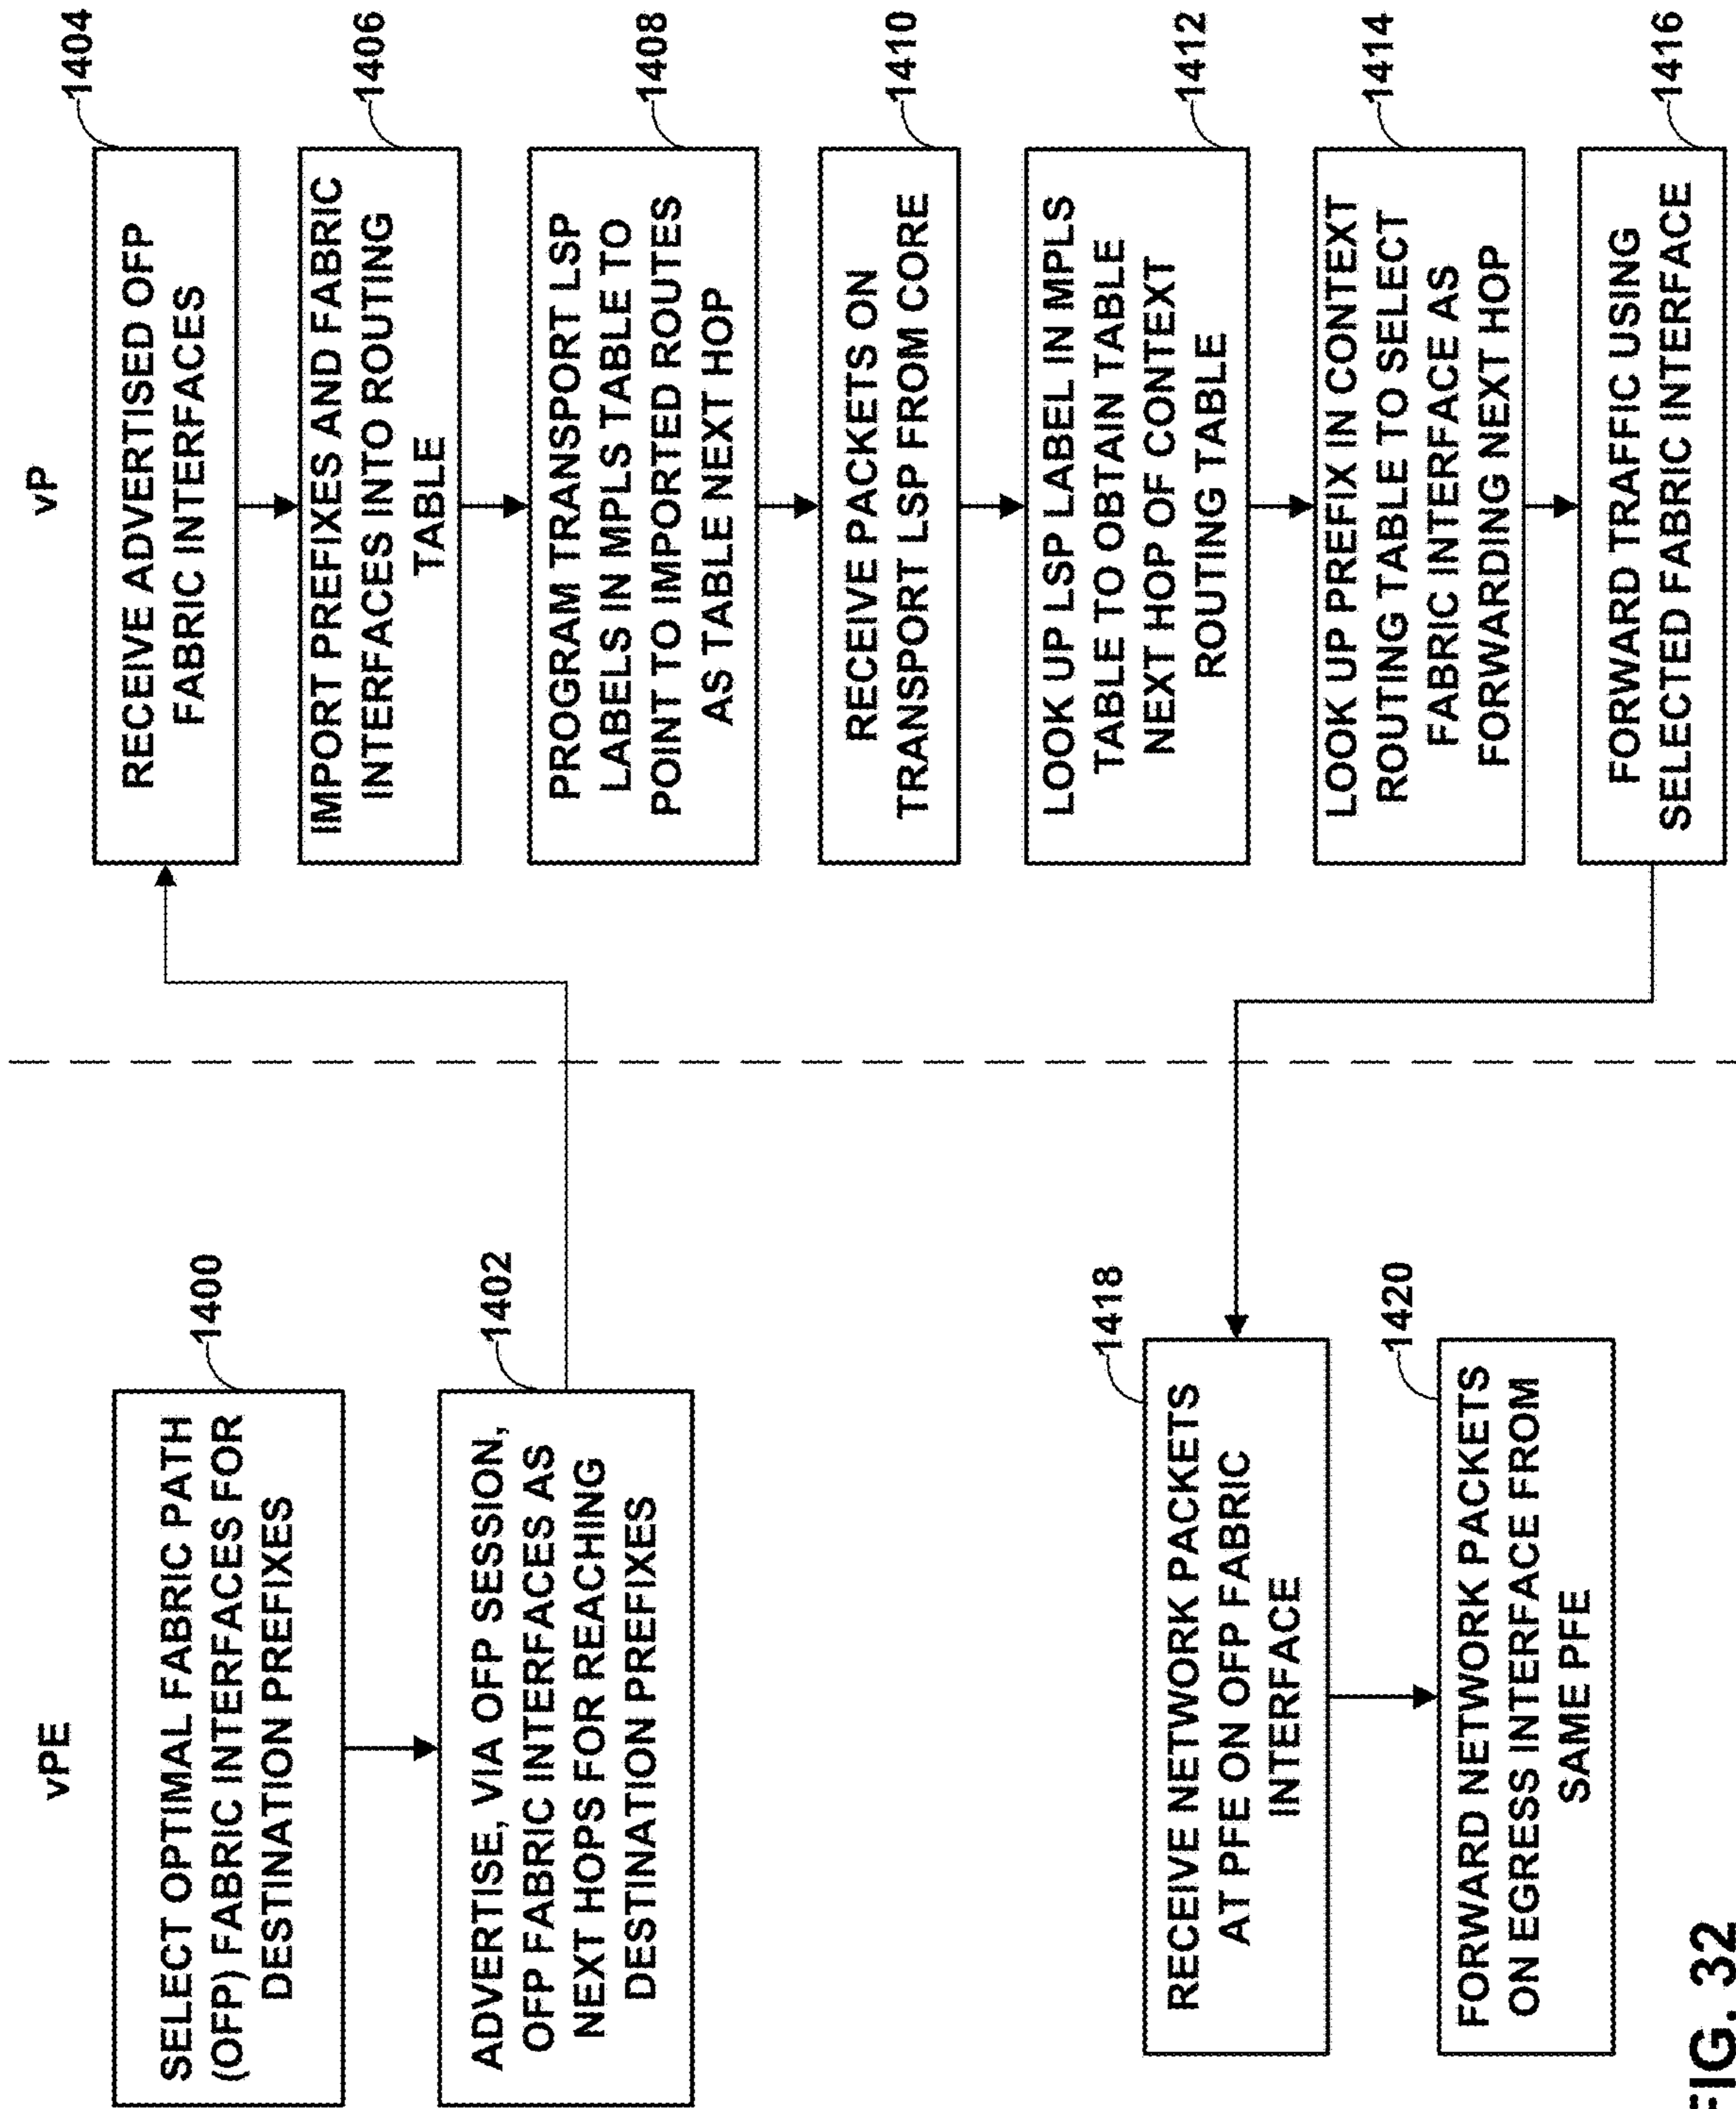 vPE
SELECT OPTIMAL FABRIC PATH
(OFP) FABRIC INTERFACES FOR
DESTINATION PREFIXES
1400
ADVERTISE, VIA OFP SESSION,
OFP FABRIC INTERFACES AS
NEXT HOPS FOR REACHING
DESTINATION PREFIXES
1402
RECEIVE NETWORK PACKETS
AT PFE ON OFP FABRIC
INTERFACE
1418
FORWARD NETWORK PACKETS
ON EGRESS INTERFACE FROM
SAME PFE
1420
vP
RECEIVE ADVERTISED OFP
FABRIC INTERFACES
1404
IMPORT PREFIXES AND FABRIC
INTERFACES INTO ROUTING
TABLE
1406
PROGRAM TRANSPORT LSP
LABELS IN MPLS TABLE TO
POINT TO IMPORTED ROUTES
AS TABLE NEXT HOP
1408
RECEIVE PACKETS ON
TRANSPORT LSP FROM CORE
1410
LOOK UP LSP LABEL IN MPLS
TABLE TO OBTAIN TABLE
NEXT HOP OF CONTEXT
ROUTING TABLE
1412
LOOK UP PREFIX IN CONTEXT
ROUTING TABLE TO SELECT
FABRIC INTERFACE AS
FORWARDING NEXT HOP
1414
FORWARD TRAFFIC USING
SELECTED FABRIC INTERFACE
1416
FIG. 32